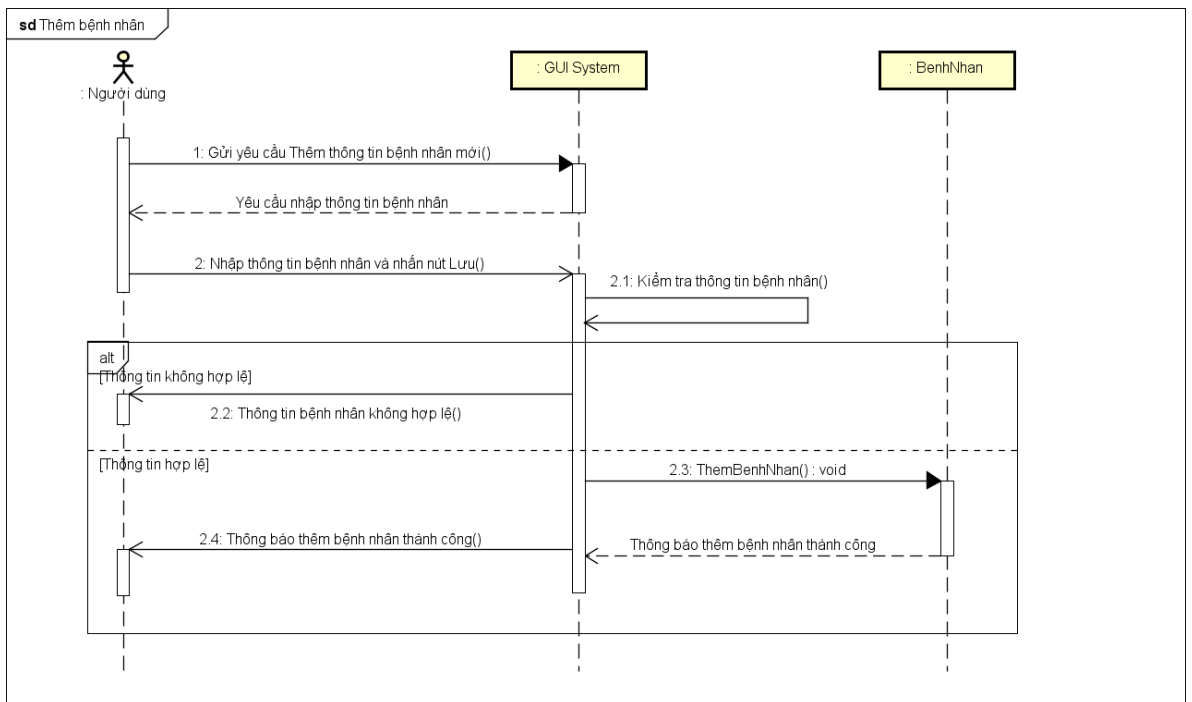 sd Thêm bệnh nhân
: Người dùng
: GUI System
: BenhNhan
1: Gửi yêu cầu Thêm thông tin bệnh nhân mới()
Yêu cầu nhập thông tin bệnh nhân
2: Nhập thông tin bệnh nhân và nhấn nút Lưu()
2.1: Kiểm tra thông tin bệnh nhân()
alt
[Thông tin không hợp lệ]
2.2: Thông tin bệnh nhân không hợp lệ()
[Thông tin hợp lệ]
2.3: ThemBenhNhan() : void
2.4: Thông báo thêm bệnh nhân thành công()
Thông báo thêm bệnh nhân thành công